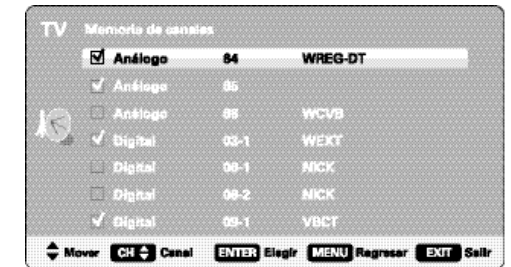 TV Memoria de canales
Análogo 84 WREG-DT
Análogo 85
Análogo 86 WCVB
Digital 03-1 WEXT
Digital 08-1 NICK
Digital 08-2 NICK
Digital 09-1 VBCT
Mover CH Canal ENTER Elegir MENU Regresar EXIT Salir